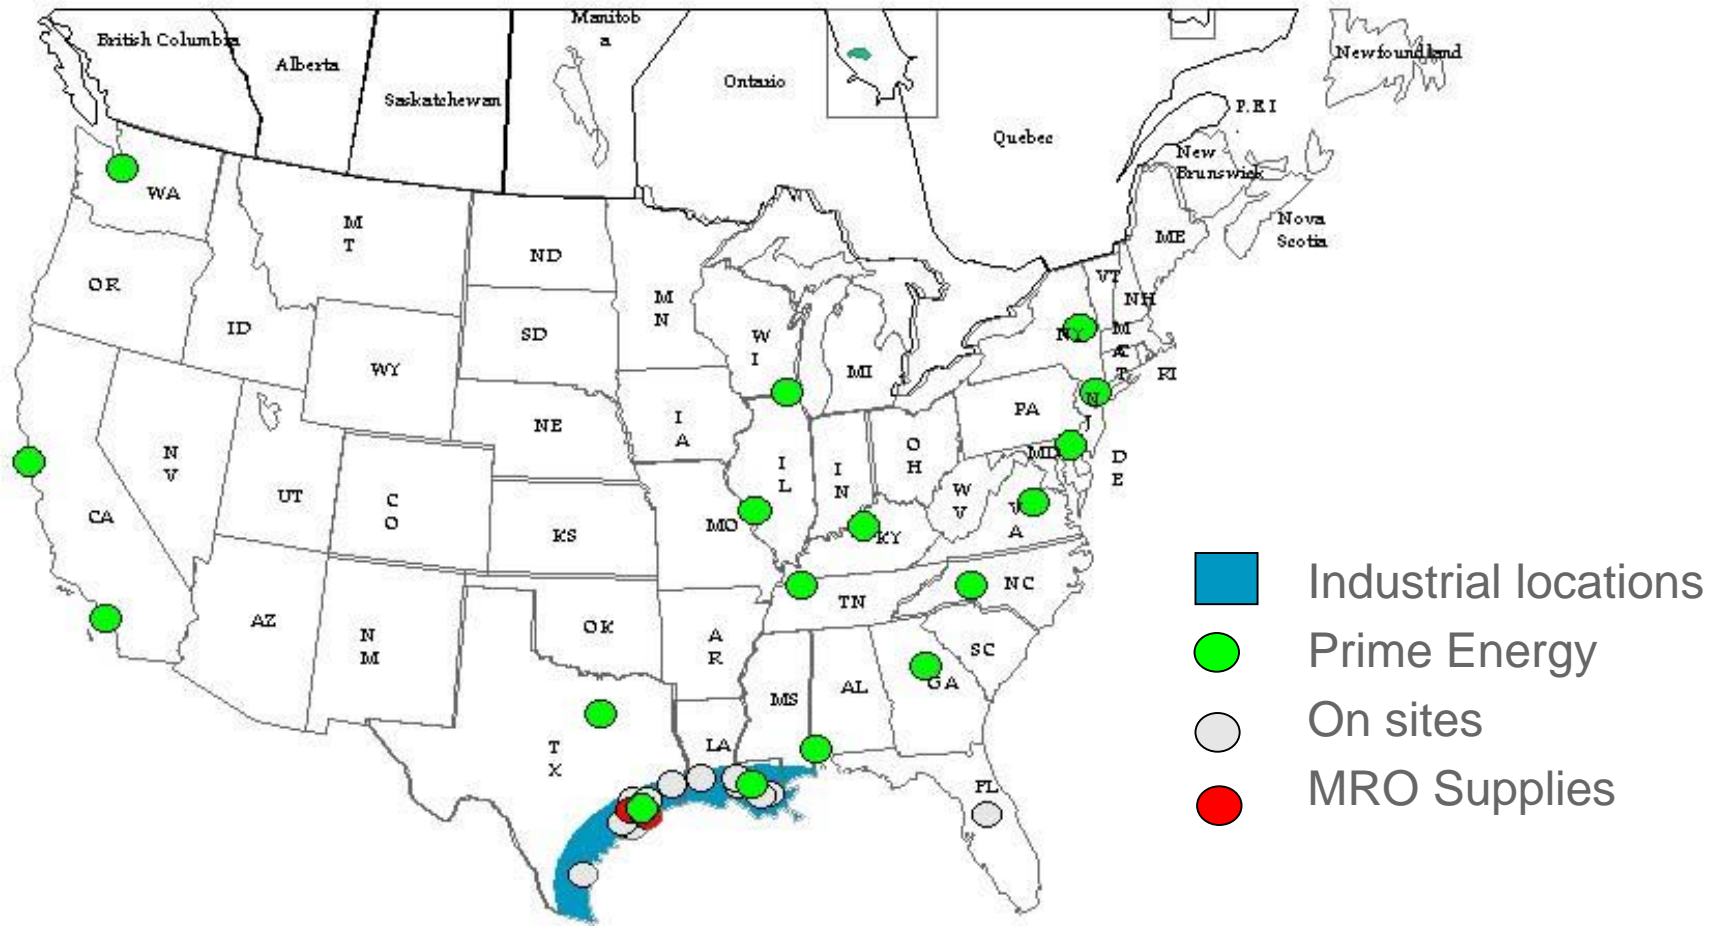 Manitob
a
British Columbia
Alberta
Saskatchewan
Ontario
Quebec
Newfoundland
P.E I
New
Brunswick
Nova
Scotia
WA
M
T
ND
M
N
OR
ID
SD
W
I
MI
WY
NE
I
A
NY
VT
NH
ME
M
A
C
T
RI
PA
N
J
N
V
UT
C
O
CA
KS
MO
I
L
I
N
O
H
W
V
MD
D
E
V
A
KY
AZ
N
M
OK
A
R
TN
NC
SC
MS
AL
GA
T
X
LA
FL
Industrial locations
Prime Energy
On sites
MRO Supplies